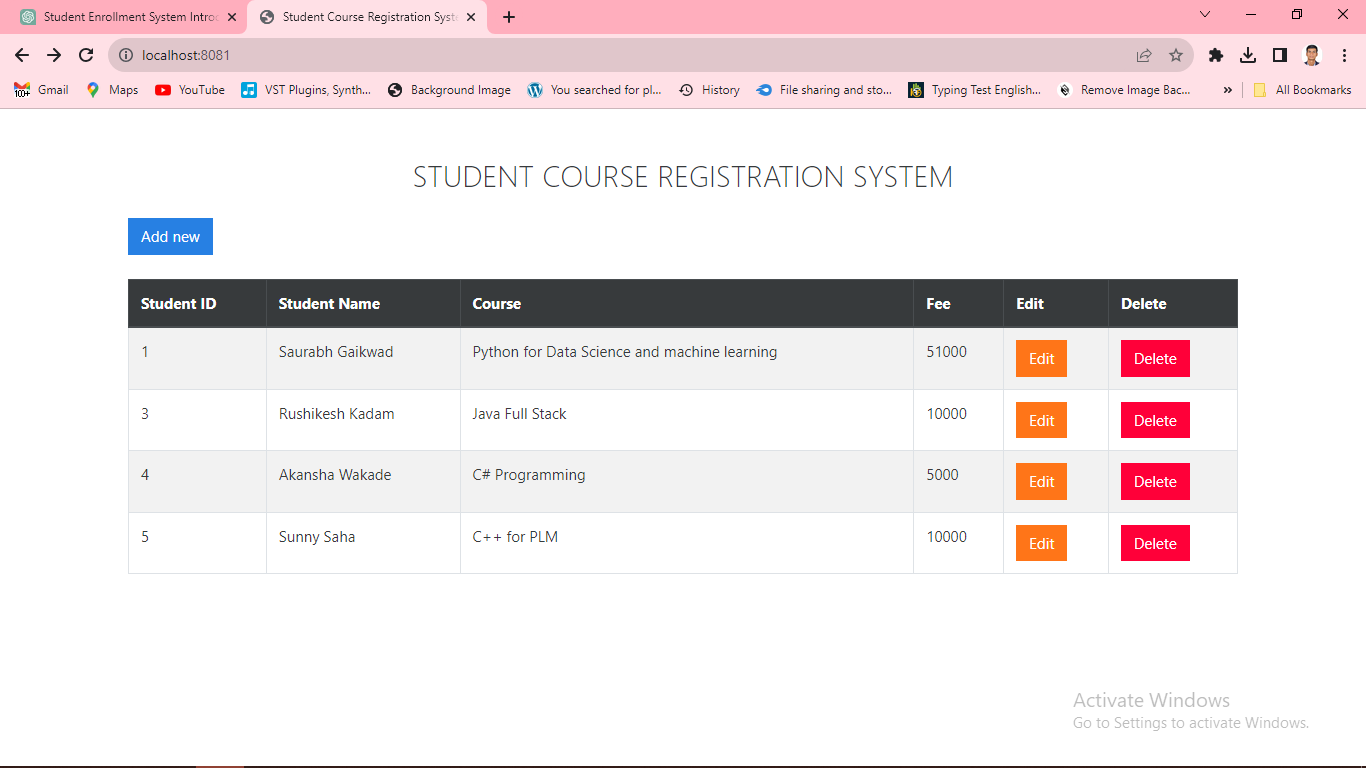 Student Enrollment System Intro
Student Course Registration Syst
localhost:8081
100+
Gmail
Maps
YouTube
VST Plugins, Synth...
Background Image
You searched for pl...
History
File sharing and sto...
Typing Test English...
Remove Image Bac...
»
All Bookmarks
STUDENT COURSE REGISTRATION SYSTEM
Add new
Student ID Student Name Course Fee Edit Delete
1 Saurabh Gaikwad Python for Data Science and machine learning 51000 Edit Delete
3 Rushikesh Kadam Java Full Stack 10000 Edit Delete
4 Akansha Wakade C# Programming 5000 Edit Delete
5 Sunny Saha C++ for PLM 10000 Edit Delete
Activate Windows
Go to Settings to activate Windows.